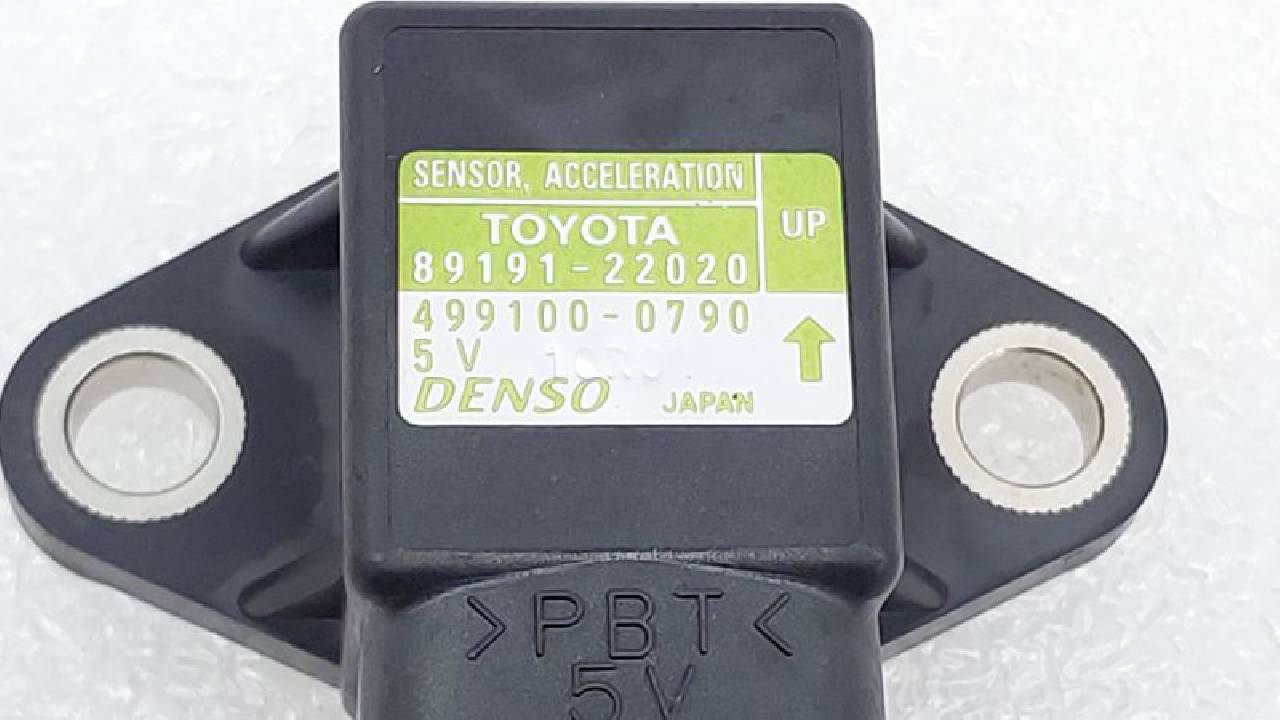 SENSOR, ACCELERATION
TOYOTA
89191-22020
UP
499100-0790
5 V
DENSO JAPAN
>PBT<
5V